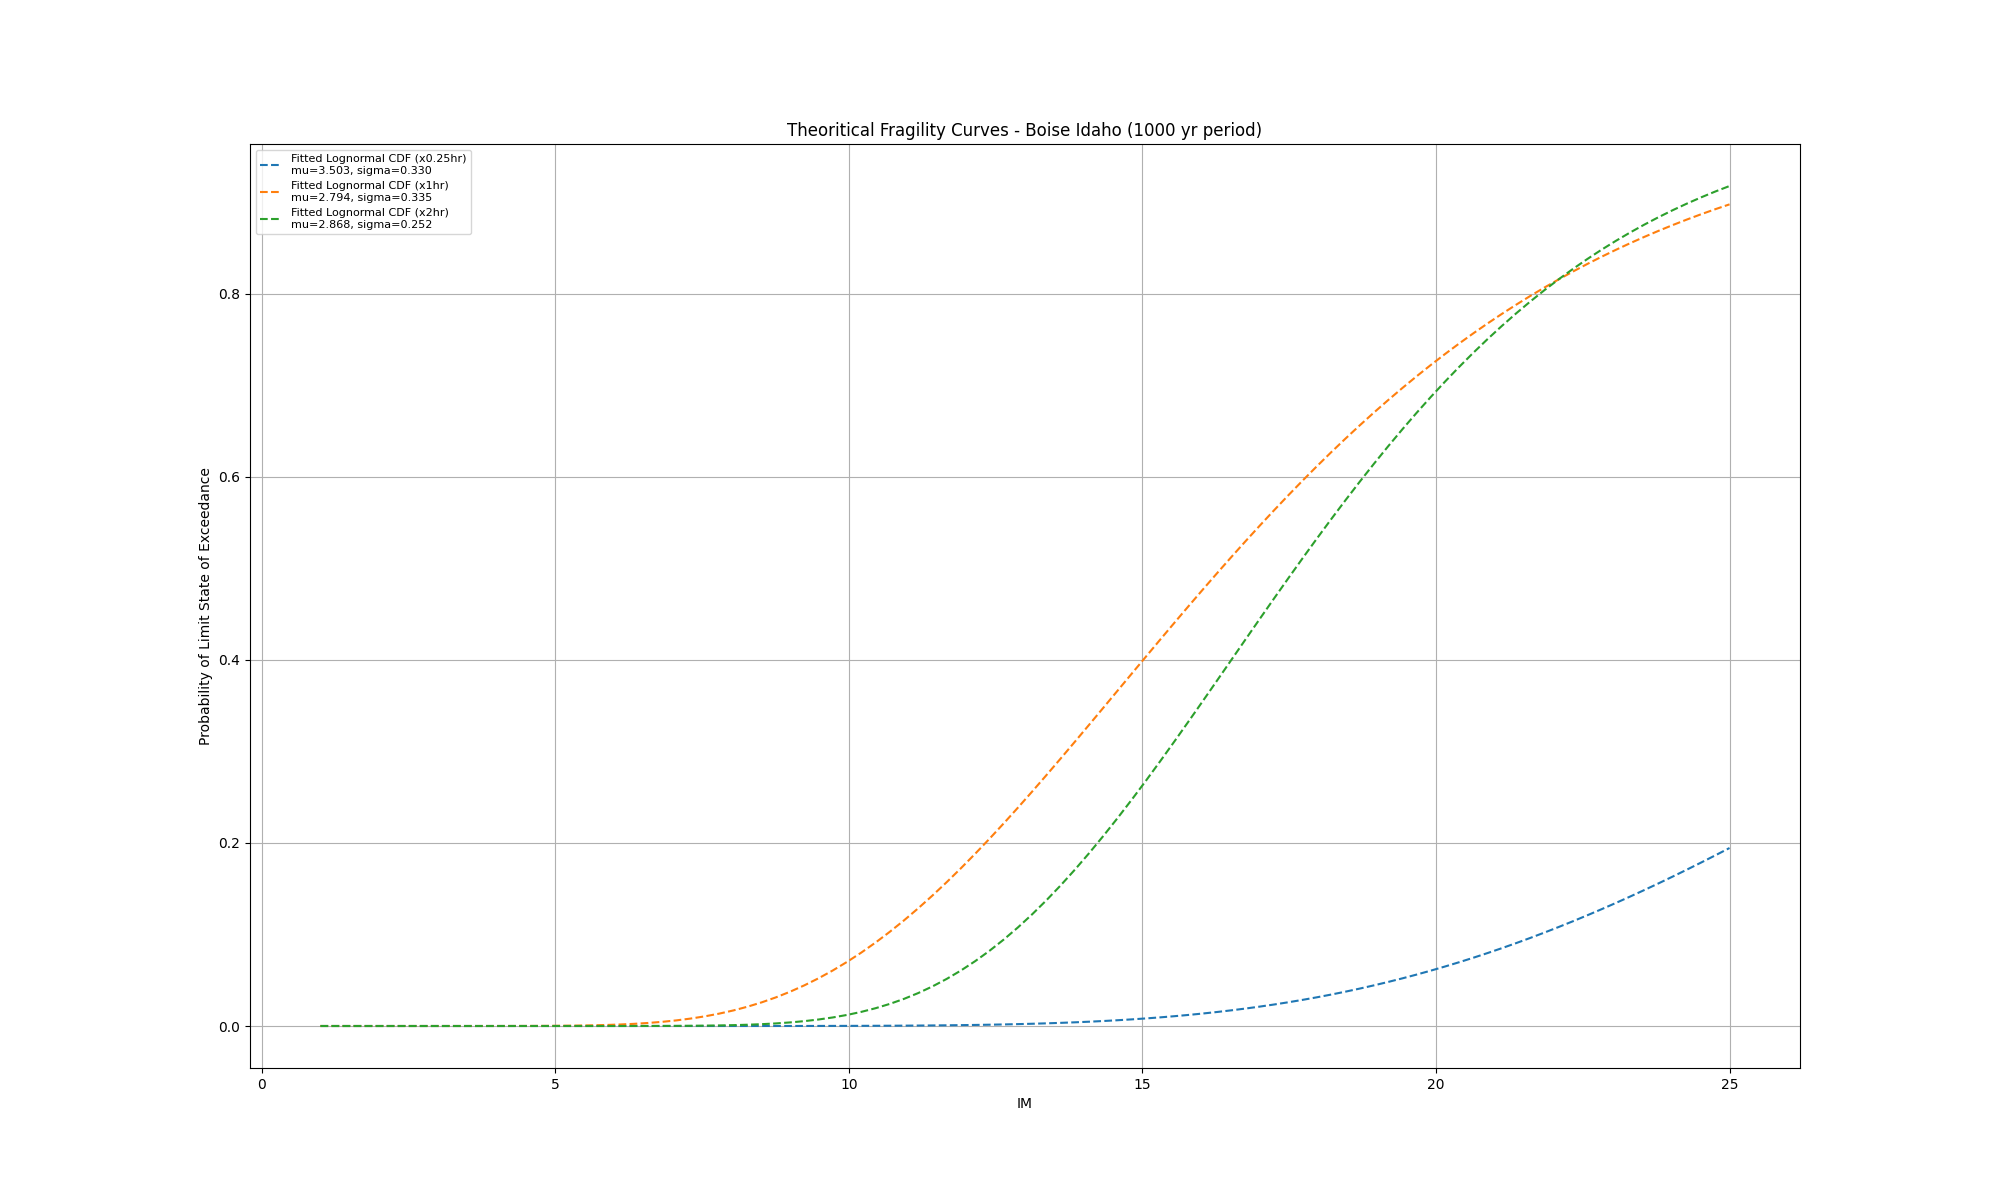 Theoritical Fragility Curves - Boise Idaho (1000 yr period)
Fitted Lognormal CDF (x0.25hr)
mu=3.503, sigma=0.330
Fitted Lognormal CDF (x1hr)
mu=2.794, sigma=0.335
Fitted Lognormal CDF (x2hr)
mu=2.868, sigma=0.252
Probability of Limit State of Exceedance
0.8
0.6
0.4
0.2
0.0
0 5 10 15 20 25
IM